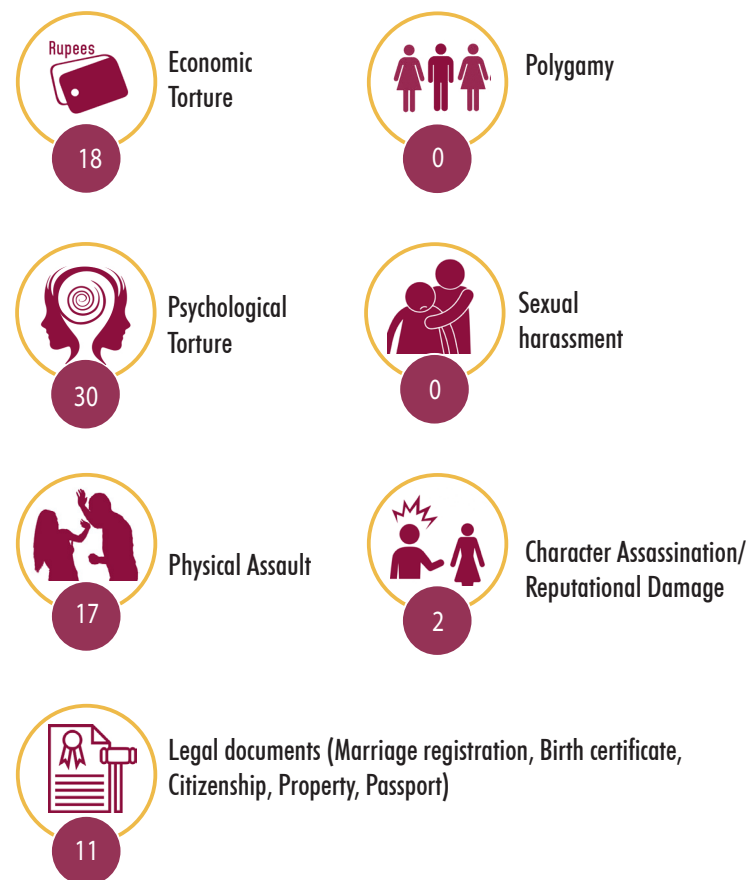 Rupees
Economic
Torture
18
Polygamy
0
Psychological
Torture
30
Sexual
harassment
0
Physical Assault
17
Character Assassination/
Reputational Damage
2
Legal documents (Marriage registration, Birth certificate,
Citizenship, Property, Passport)
11